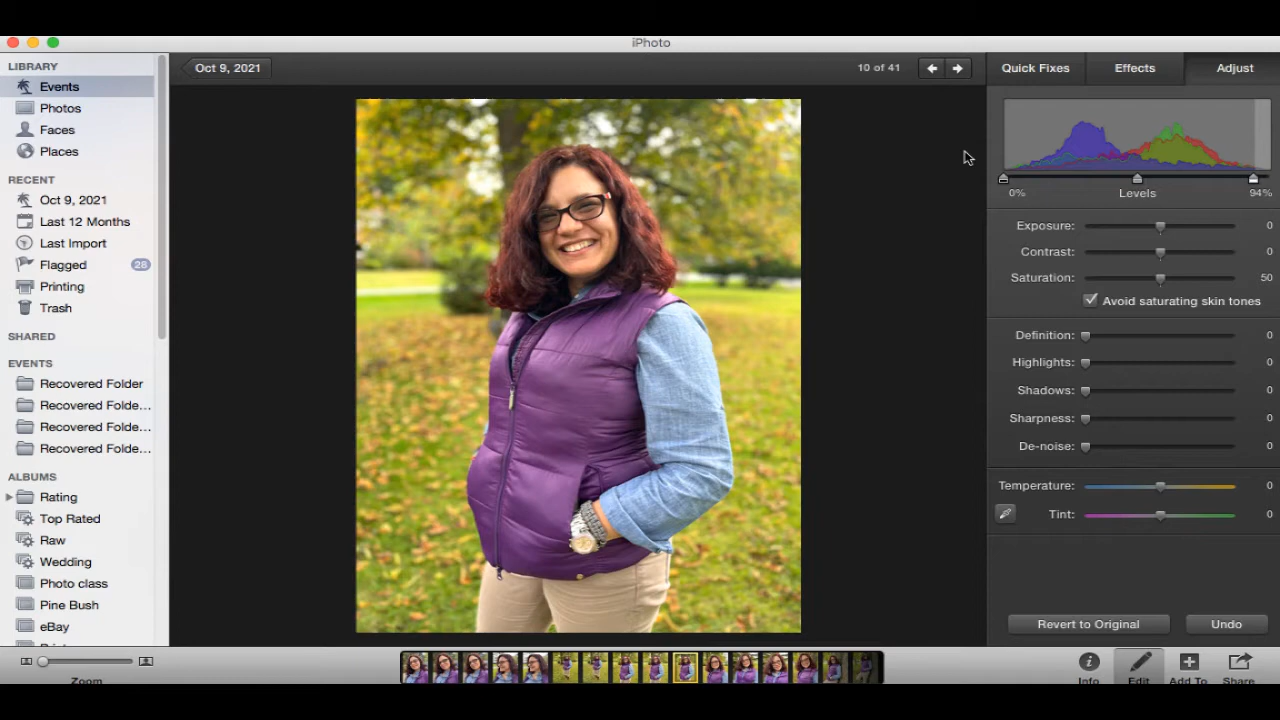 iPhoto
LIBRARY
Events
Photos
Faces
Places
RECENT
Oct 9, 2021
Last 12 Months
Last Import
Flagged 28
Printing
Trash
SHARED
EVENTS
Recovered Folder
Recovered Folde...
Recovered Folde...
Recovered Folde...
ALBUMS
Rating
Top Rated
Raw
Wedding
Photo class
Pine Bush
eBay
Zoom
Oct 9, 2021
10 of 41
Quick Fixes Effects Adjust
0% Levels 94%
Exposure: 0
Contrast: 0
Saturation: 50
Avoid saturating skin tones
Definition: 0
Highlights: 0
Shadows: 0
Sharpness: 0
De-noise: 0
Temperature: 0
Tint: 0
Revert to Original Undo
Info Edit Add To Share